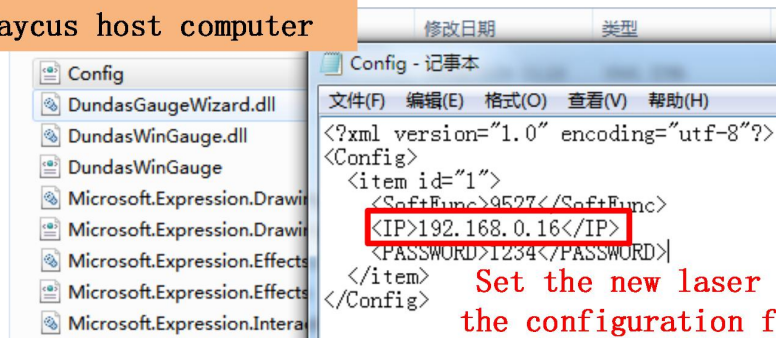 aycus host computer
修改日期
类型
Config
DundasGaugeWizard.dll
DundasWinGauge.dll
DundasWinGauge
Microsoft.Expression.Drawin
Microsoft.Expression.Drawin
Microsoft.Expression.Effects
Microsoft.Expression.Effects
Microsoft.Expression.Intera
Config - 记事本
文件(F) 编辑(E) 格式(O) 查看(V) 帮助(H)
<?xml version="1.0" encoding="utf-8"?>
<Config>
<item id="1">
<SoftFunc>9527</SoftFunc>
<IP>192.168.0.16</IP>
<PASSWORD>1234</PASSWORD>
</item>
</Config>
Set the new laser
the configuration f